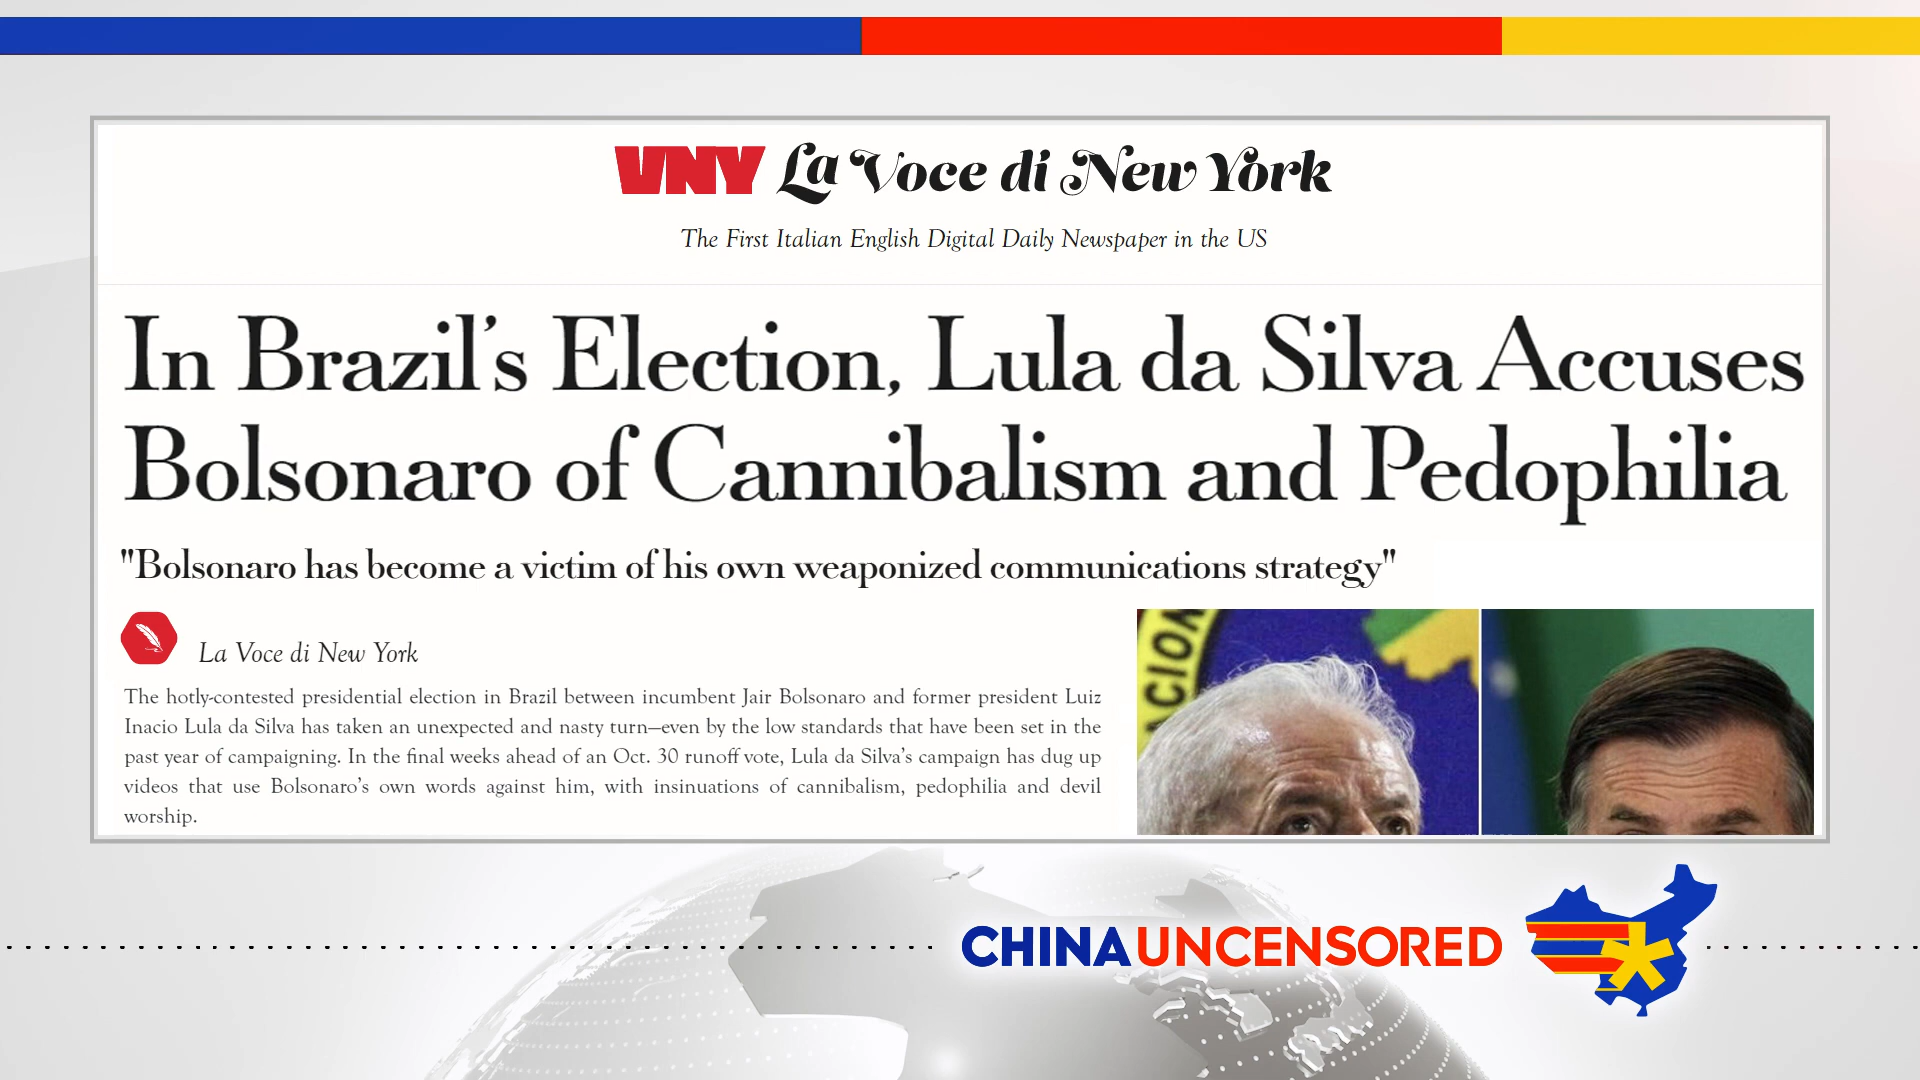 VNY La Voce di New York
The First Italian English Digital Daily Newspaper in the US
In Brazil's Election, Lula da Silva Accuses
Bolsonaro of Cannibalism and Pedophilia
"Bolsonaro has become a victim of his own weaponized communications strategy"
La Voce di New York
The hotly-contested presidential election in Brazil between incumbent Jair Bolsonaro and former president Luiz
Inacio Lula da Silva has taken an unexpected and nasty turn—even by the low standards that have been set in the
past year of campaigning. In the final weeks ahead of an Oct. 30 runoff vote, Lula da Silva's campaign has dug up
videos that use Bolsonaro's own words against him, with insinuations of cannibalism, pedophilia and devil
worship.
ACION
CHINA UNCENSORED